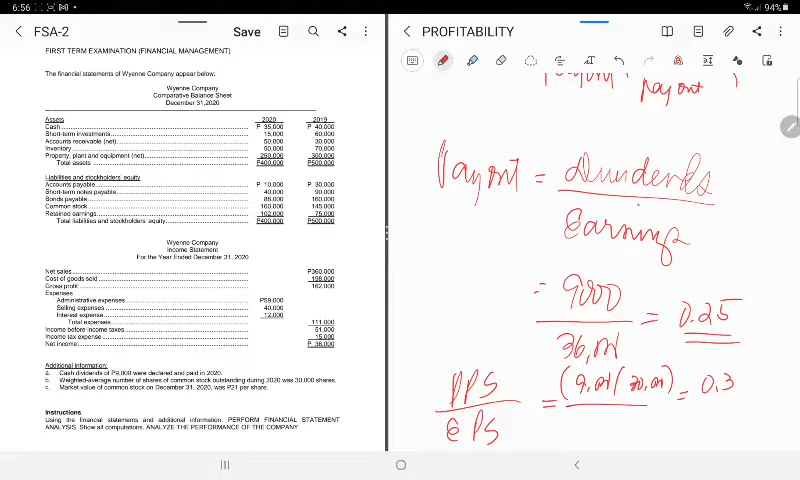 6:56
94%
FSA-2
Save
FIRST TERM EXAMINATION (FINANCIAL MANAGEMENT)
The financial statements of Wyenne Company appear below:
Wyenne Company
Comparative Balance Sheet
December 31,2020
Assets 2020 2019
Cash P 35,000 P 40,000
Short-term investments 15,000 60,000
Accounts receivable (net) 50,000 30,000
Inventory 50,000 70,000
Property, plant and equipment (net) 250,000 300,000
Total assets P400,000 P500,000
Liabilities and stockholders' equity
Accounts payable P 10,000 P 30,000
Short-term notes payable 40,000 90,000
Bonds payable 88,000 160,000
Common stock 160,000 145,000
Retained earnings 102,000 75,000
Total liabilities and stockholders' equity P400,000 P500,000
Wyenne Company
Income Statement
For the Year Ended December 31, 2020
Net sales P360,000
Cost of goods sold 198,000
Gross profit 162,000
Expenses
Administrative expenses P59,000
Selling expenses 40,000
Interest expense 12,000
Total expenses 111,000
Income before income taxes 51,000
Income tax expense 15,000
Net income P 36,000
Additional information:
a. Cash dividends of P9,000 were declared and paid in 2020.
b. Weighted-average number of shares of common stock outstanding during 2020 was 30,000 shares.
c. Market value of common stock on December 31, 2020, was P21 per share.
Instructions
Using the financial statements and additional information, PERFORM FINANCIAL STATEMENT
ANALYSIS. Show all computations. ANALYZE THE PERFORMANCE OF THE COMPANY
PROFITABILITY
payout
Payout = Dividends
Earnings
= 9000
36,000 = 0.25
DPS
EPS = (9,000/30,000) = 0.3